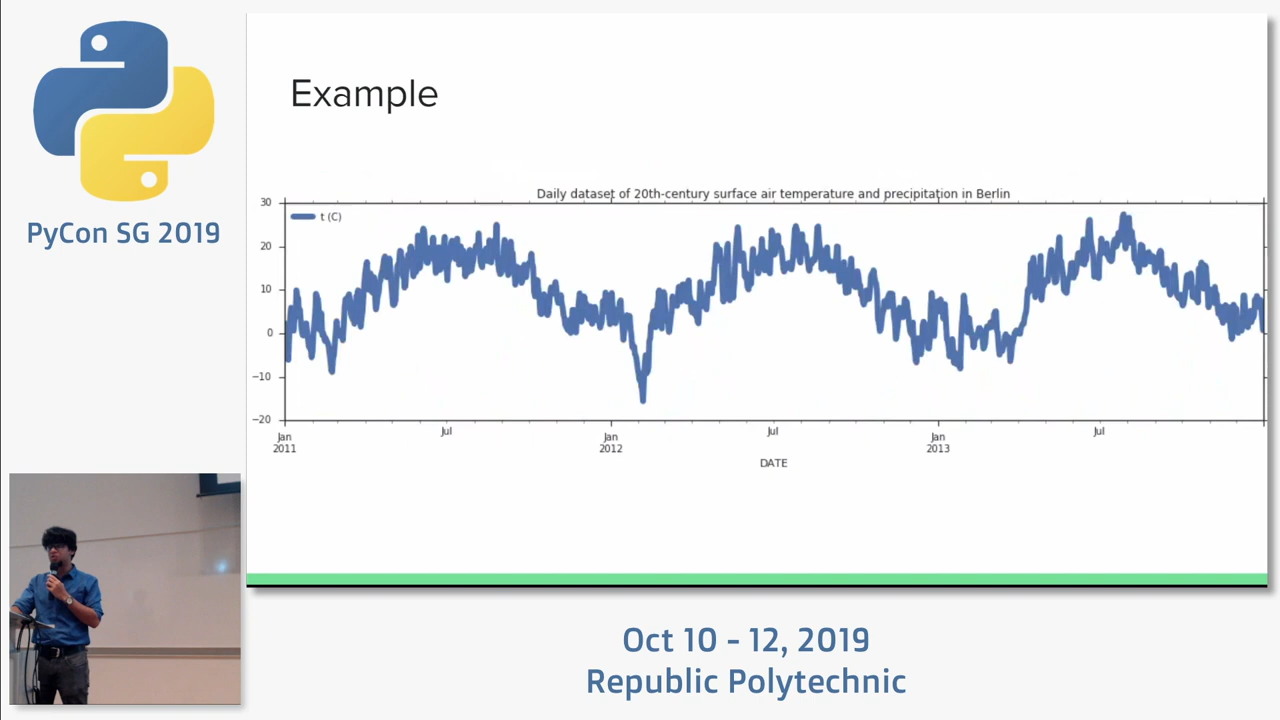 PyCon SG 2019
Example
Daily dataset of 20th-century surface air temperature and precipitation in Berlin
t (C)
30
20
10
0
−10
−20
Jan
2011
Jul
Jan
2012
Jul
Jan
2013
Jul
DATE
Oct 10 - 12, 2019
Republic Polytechnic